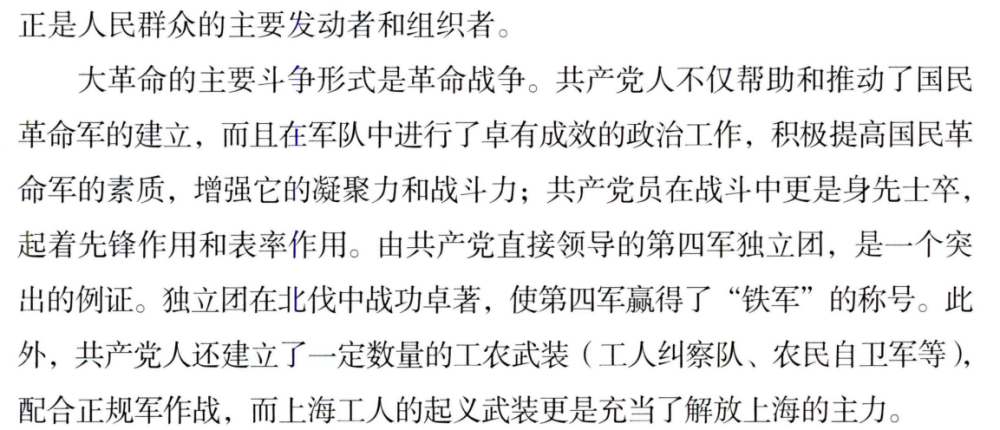 正是人民群众的主要发动者和组织者。
大革命的主要斗争形式是革命战争。共产党人不仅帮助和推动了国民
革命军的建立，而且在军队中进行了卓有成效的政治工作，积极提高国民革
命军的素质，增强它的凝聚力和战斗力；共产党员在战斗中更是身先士卒，
起着先锋作用和表率作用。由共产党直接领导的第四军独立团，是一个突
出的例证。独立团在北伐中战功卓著，使第四军赢得了“铁军”的称号。此
外，共产党人还建立了一定数量的工农武装（工人纠察队、农民自卫军等），
配合正规军作战，而上海工人的起义武装更是充当了解放上海的主力。